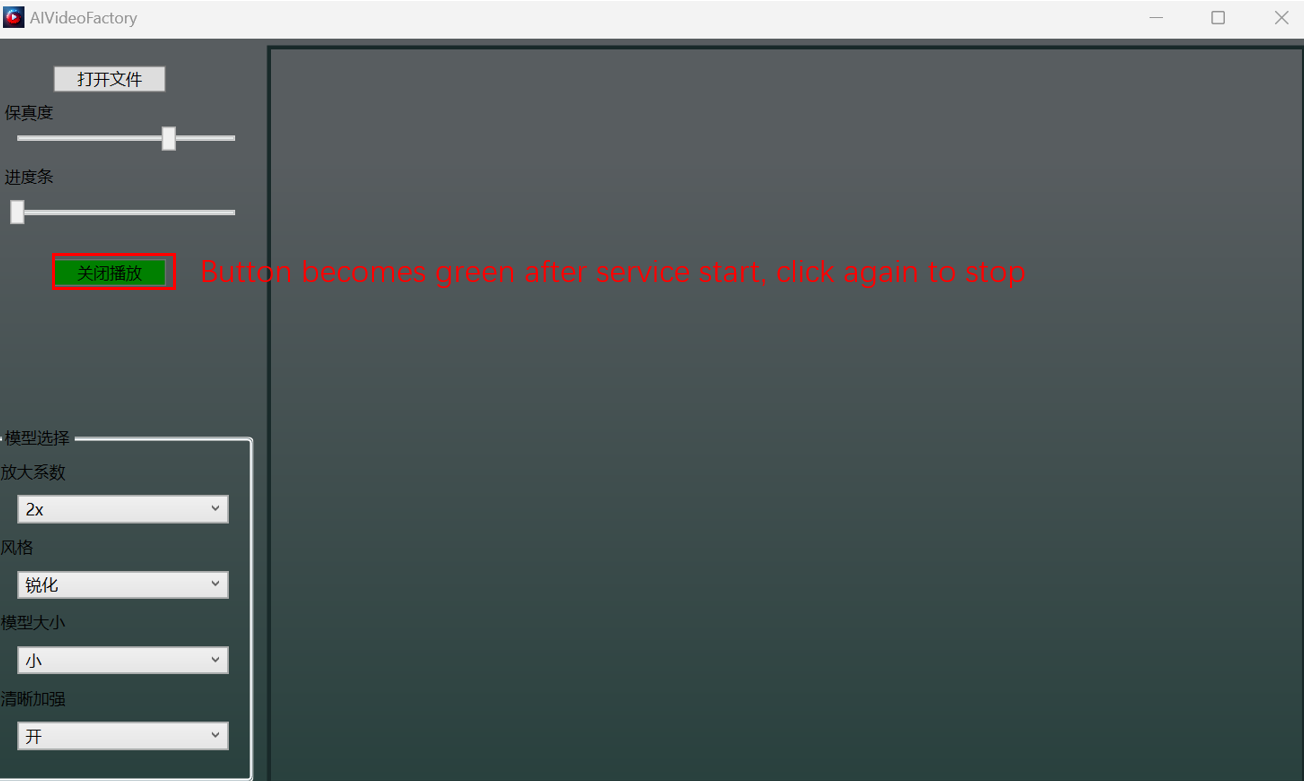 AIVideoFactory
打开文件
保真度
进度条
关闭播放
Button becomes green after service start, click again to stop
模型选择
放大系数
2x
风格
锐化
模型大小
小
清晰加强
开